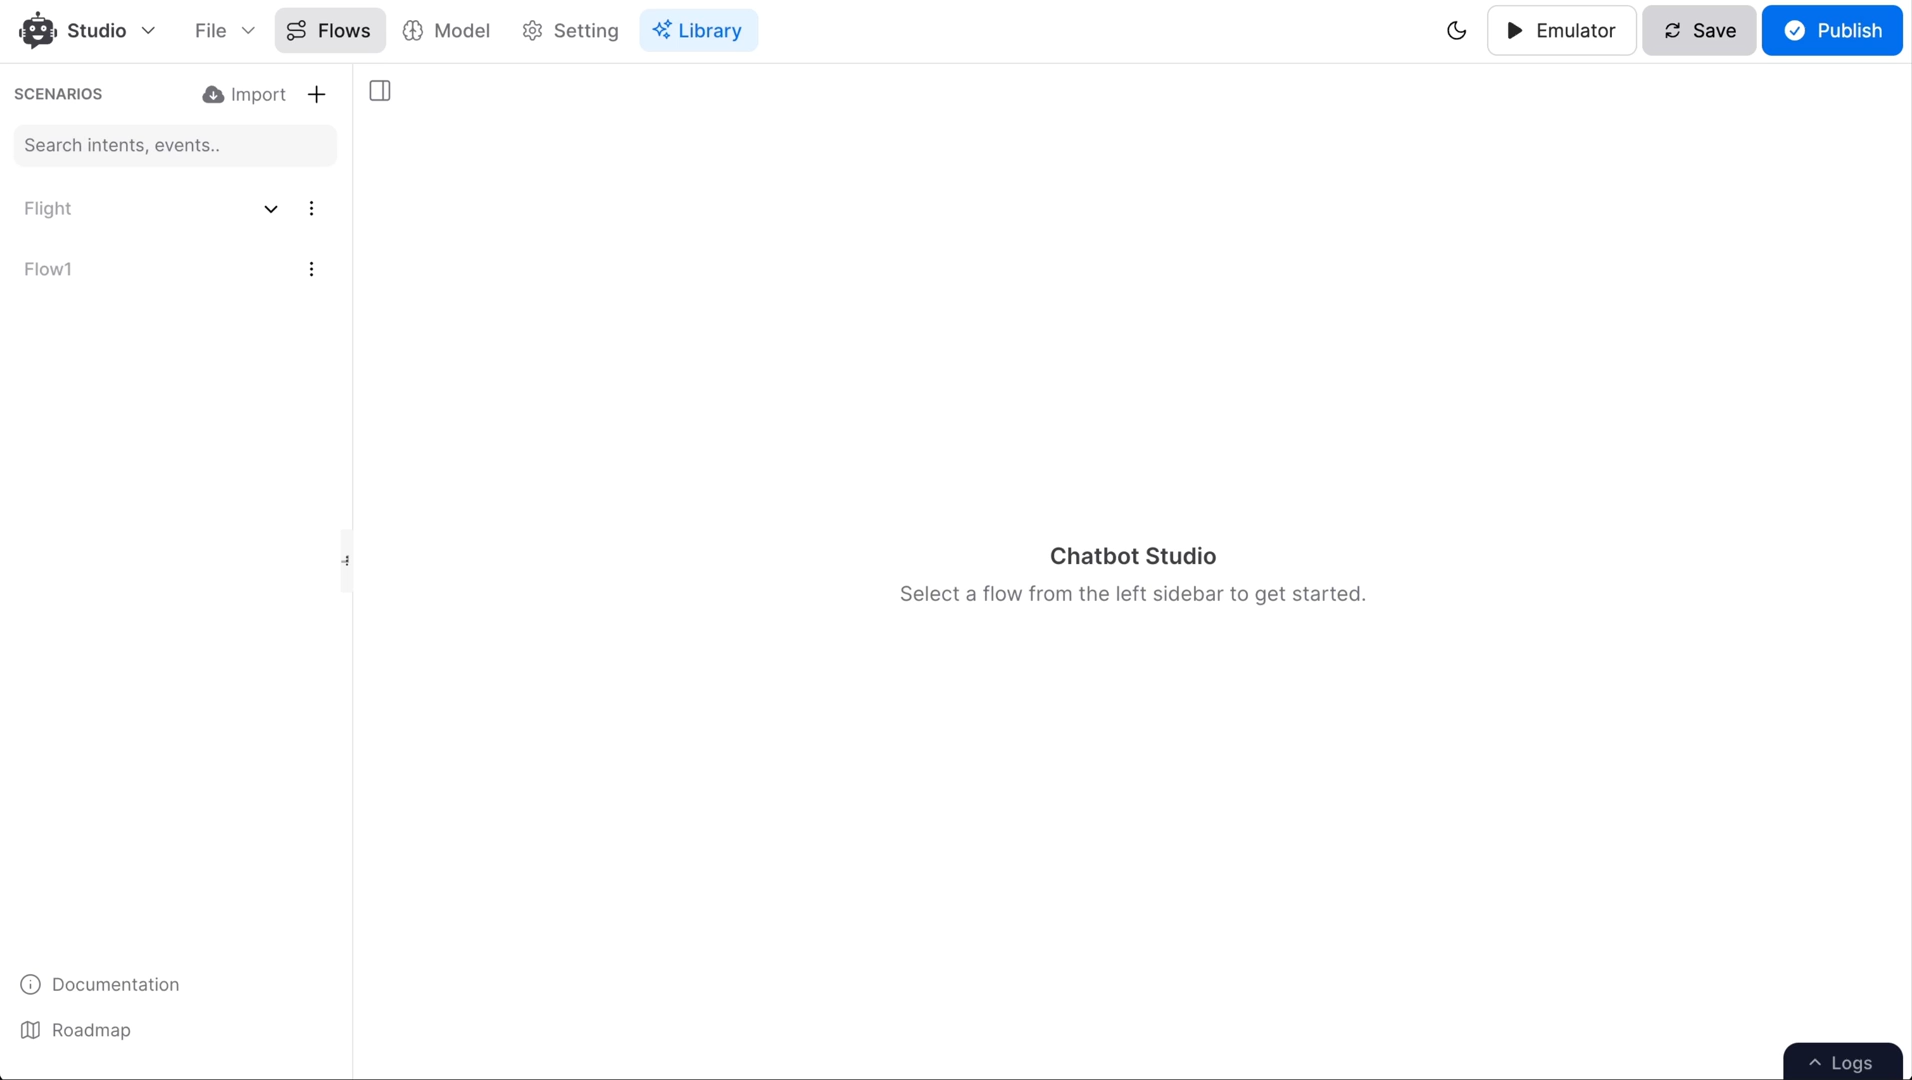 Studio File Flows Model Setting Library Emulator Save Publish
SCENARIOS Import
Search intents, events..
Flight
Flow1
Chatbot Studio
Select a flow from the left sidebar to get started.
Documentation
Roadmap
Logs